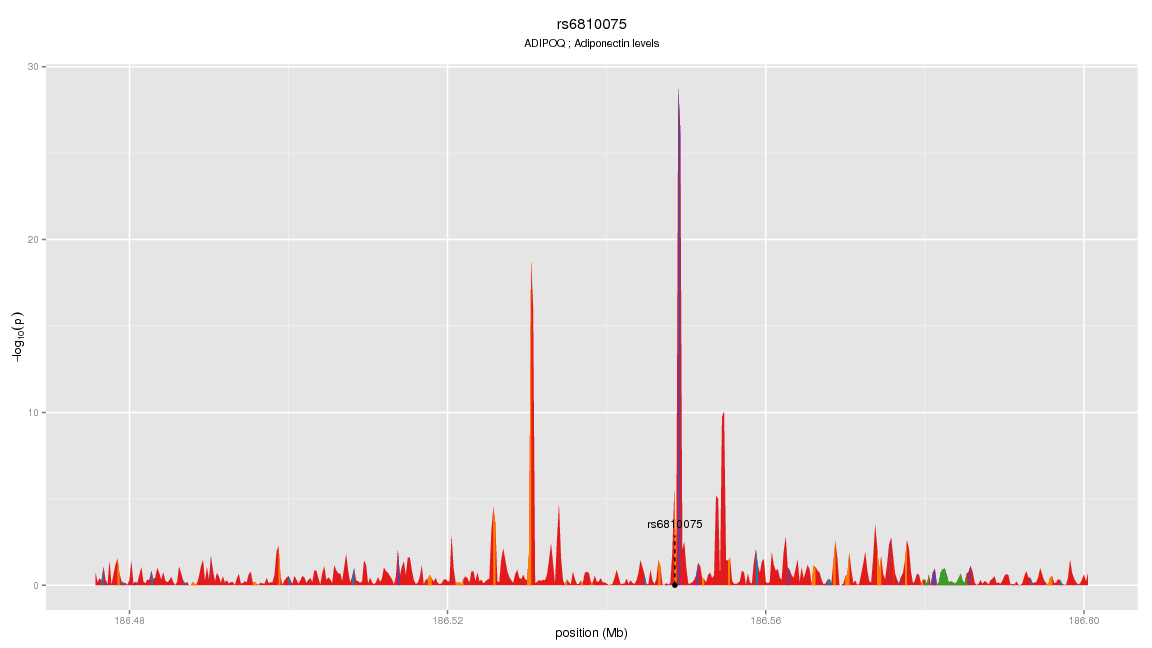 rs6810075
ADIPOQ ; Adiponectin levels
30
20
10
0
−log10(p)
rs6810075
186.48
186.52
186.56
186.60
position (Mb)